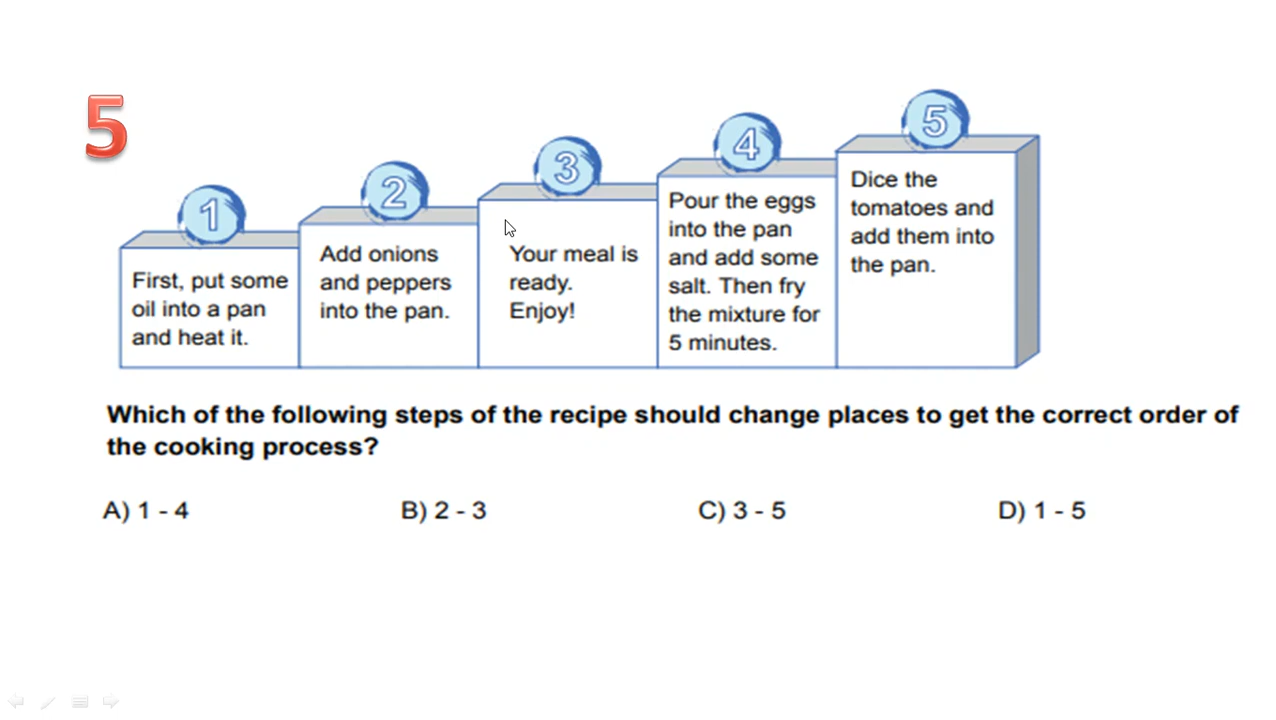 5
1
First, put some
oil into a pan
and heat it.
2
Add onions
and peppers
into the pan.
3
Your meal is
ready.
Enjoy!
4
Pour the eggs
into the pan
and add some
salt. Then fry
the mixture for
5 minutes.
5
Dice the
tomatoes and
add them into
the pan.
Which of the following steps of the recipe should change places to get the correct order of
the cooking process?
A) 1 - 4
B) 2 - 3
C) 3 - 5
D) 1 - 5